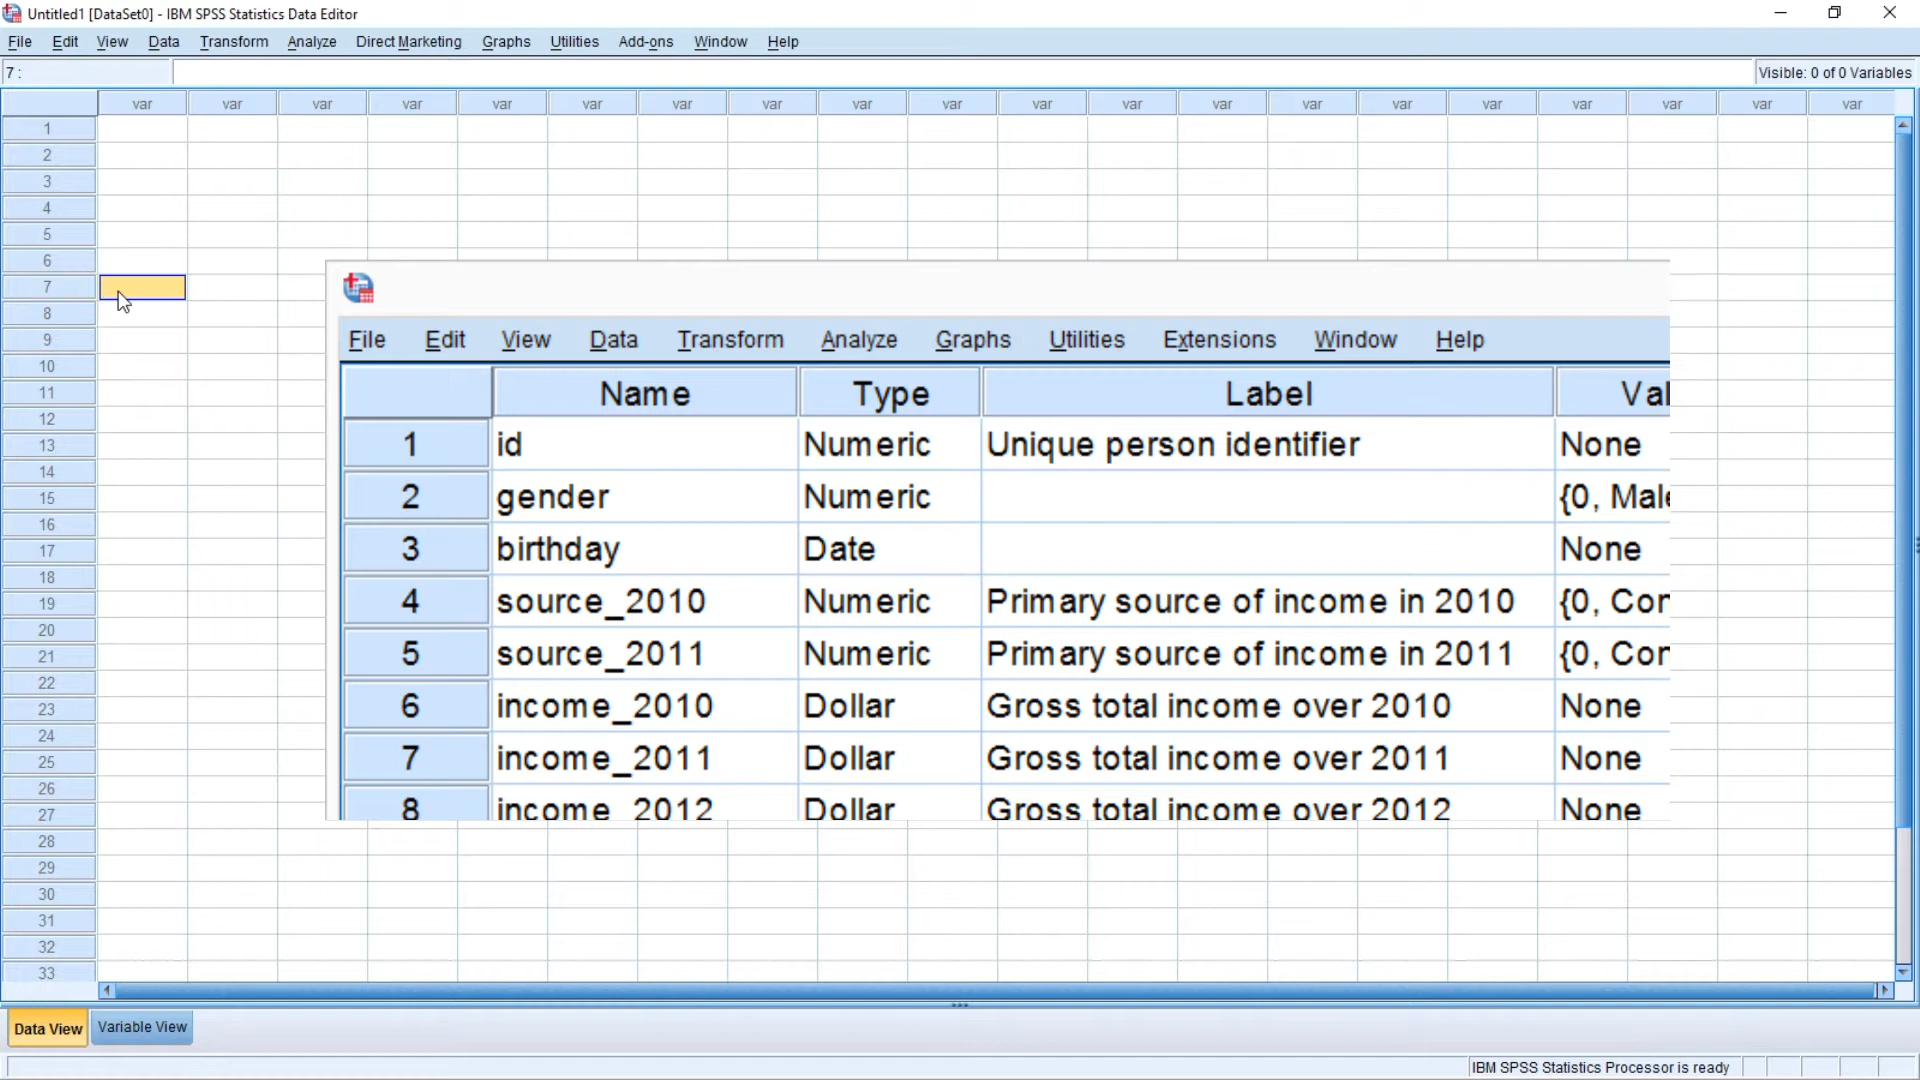 Untitled1 [DataSet0] - IBM SPSS Statistics Data Editor
File Edit View Data Transform Analyze Direct Marketing Graphs Utilities Add-ons Window Help
7 : Visible: 0 of 0 Variables
var var var var var var var var var var var var var var var var var var var var
1
2
3
4
5
6
7
8
9
10
11
12
13
14
15
16
17
18
19
20
21
22
23
24
25
26
27
28
29
30
31
32
33
File Edit View Data Transform Analyze Graphs Utilities Extensions Window Help
Name Type Label Val
1 id Numeric Unique person identifier None
2 gender Numeric {0, Male
3 birthday Date None
4 source_2010 Numeric Primary source of income in 2010 {0, Cor
5 source_2011 Numeric Primary source of income in 2011 {0, Cor
6 income_2010 Dollar Gross total income over 2010 None
7 income_2011 Dollar Gross total income over 2011 None
8 income_2012 Dollar Gross total income over 2012 None
Data View Variable View
IBM SPSS Statistics Processor is ready